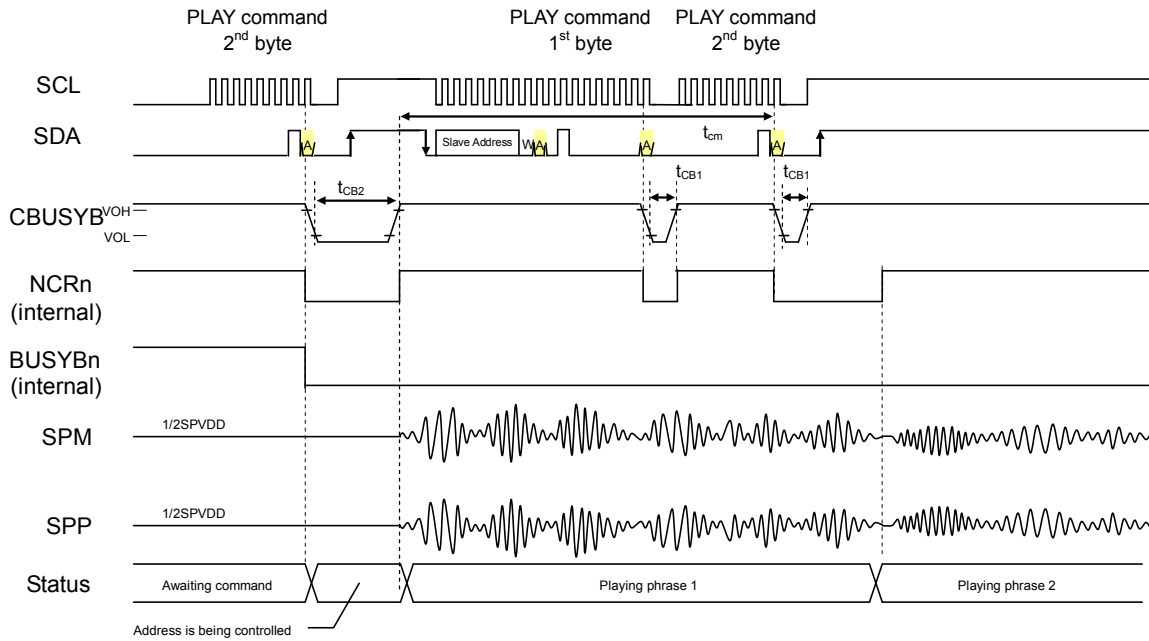 PLAY command
2nd byte
PLAY command
1st byte
PLAY command
2nd byte
SCL
SDA
A
Slave Address
W
A
A
tcm
A
CBUSYB
VOH
VOL
tCB2
tCB1
tCB1
NCRn
(internal)
BUSYBn
(internal)
SPM
1/2SPVDD
SPP
1/2SPVDD
Status
Awaiting command
Playing phrase 1
Playing phrase 2
Address is being controlled